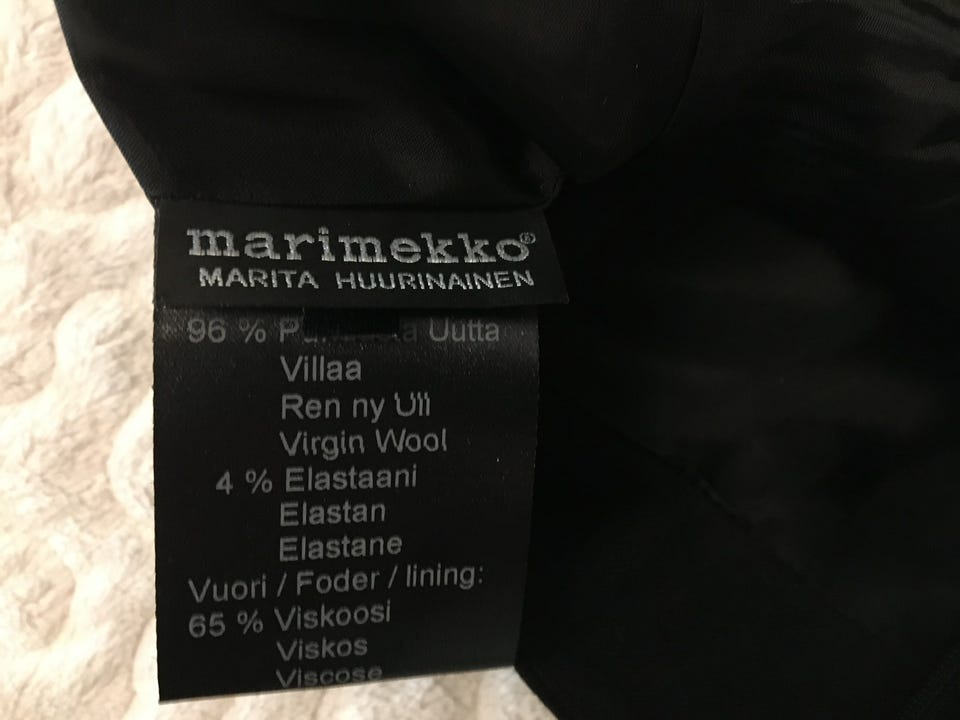 marimekko®
MARITA HUURINAINEN
96 % Uutta
Villaa
Ren ny Ull
Virgin Wool
4 % Elastaani
Elastan
Elastane
Vuori / Foder / lining:
65 % Viskoosi
Viskos
Viscose